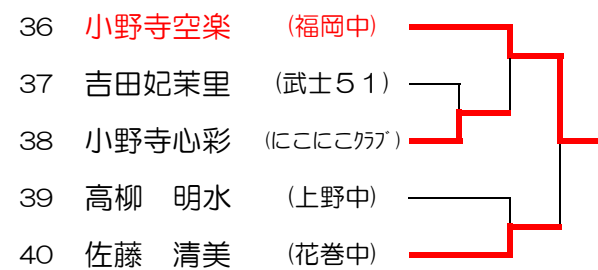 36 小野寺空楽 (福岡中)
37 吉田妃茉里 (武士51)
38 小野寺心彩 (にこにこｸﾗﾌﾞ)
39 高柳 明水 (上野中)
40 佐藤 清美 (花巻中)